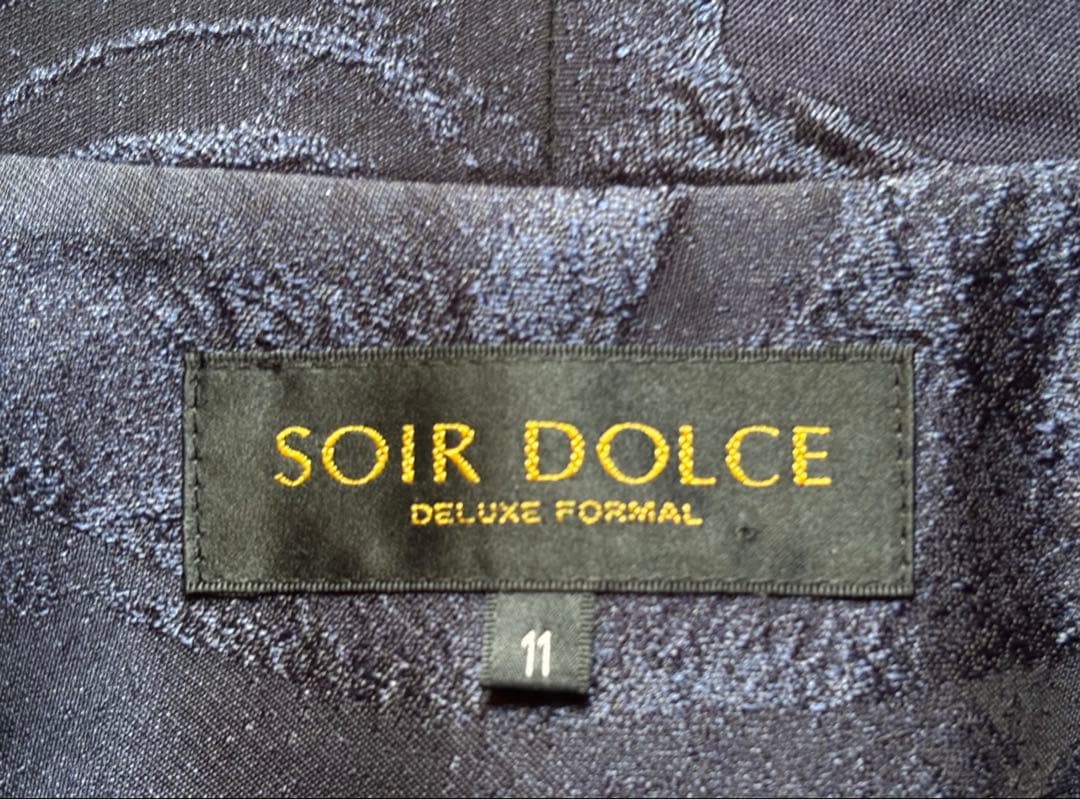 SOIR DOLCE
DELUXE FORMAL
11